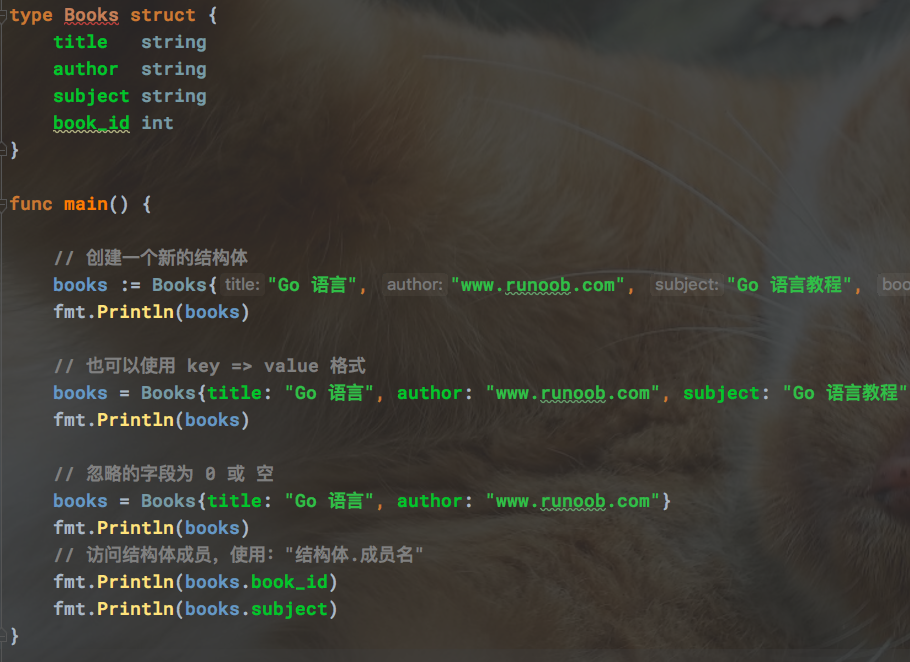 type Books struct {
    title   string
    author  string
    subject string
    book_id int
}
func main() {
    // 创建一个新的结构体
    books := Books{ title: "Go 语言", author: "www.runoob.com", subject: "Go 语言教程",
    fmt.Println(books)
    // 也可以使用 key => value 格式
    books = Books{title: "Go 语言", author: "www.runoob.com", subject: "Go 语言教程"
    fmt.Println(books)
    // 忽略的字段为 0 或 空
    books = Books{title: "Go 语言", author: "www.runoob.com"}
    fmt.Println(books)
    // 访问结构体成员，使用："结构体.成员名"
    fmt.Println(books.book_id)
    fmt.Println(books.subject)
}